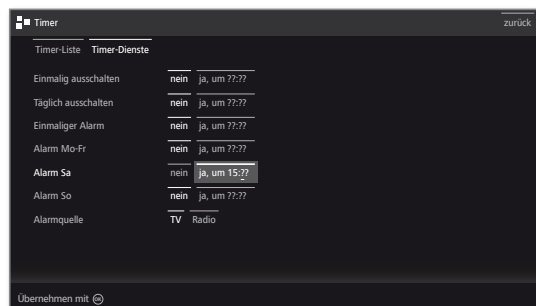 Timer zurück
Timer-Liste Timer-Dienste
Einmalig ausschalten nein ja, um ??:??
Täglich ausschalten nein ja, um ??:??
Einmaliger Alarm nein ja, um ??:??
Alarm Mo-Fr nein ja, um ??:??
Alarm Sa nein ja, um 15:??
Alarm So nein ja, um ??:??
Alarmquelle TV Radio
Übernehmen mit OK